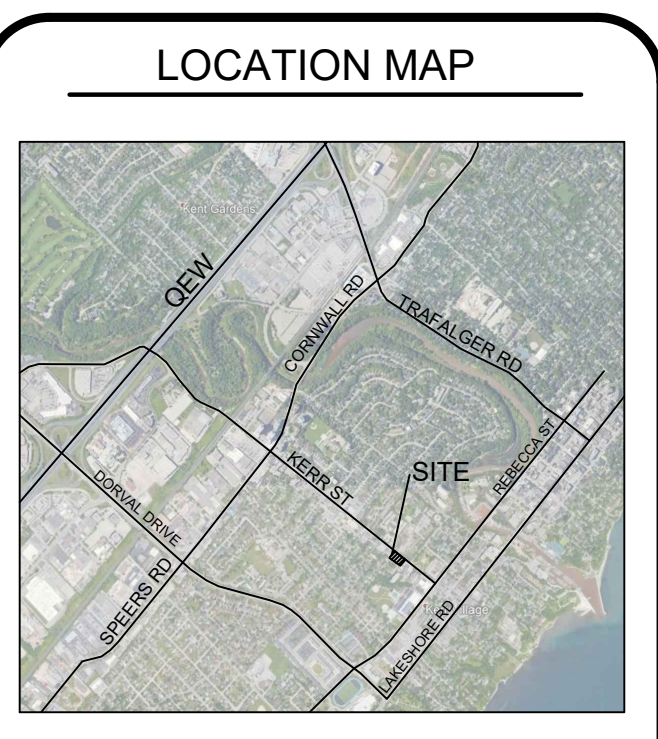 LOCATION MAP
Kent Gardens
QEW
CORNWALL RD
TRAFALGER RD
REBECCA ST
KERR ST
SITE
DORVAL DRIVE
SPEERS RD
LAKESHORE RD
Village